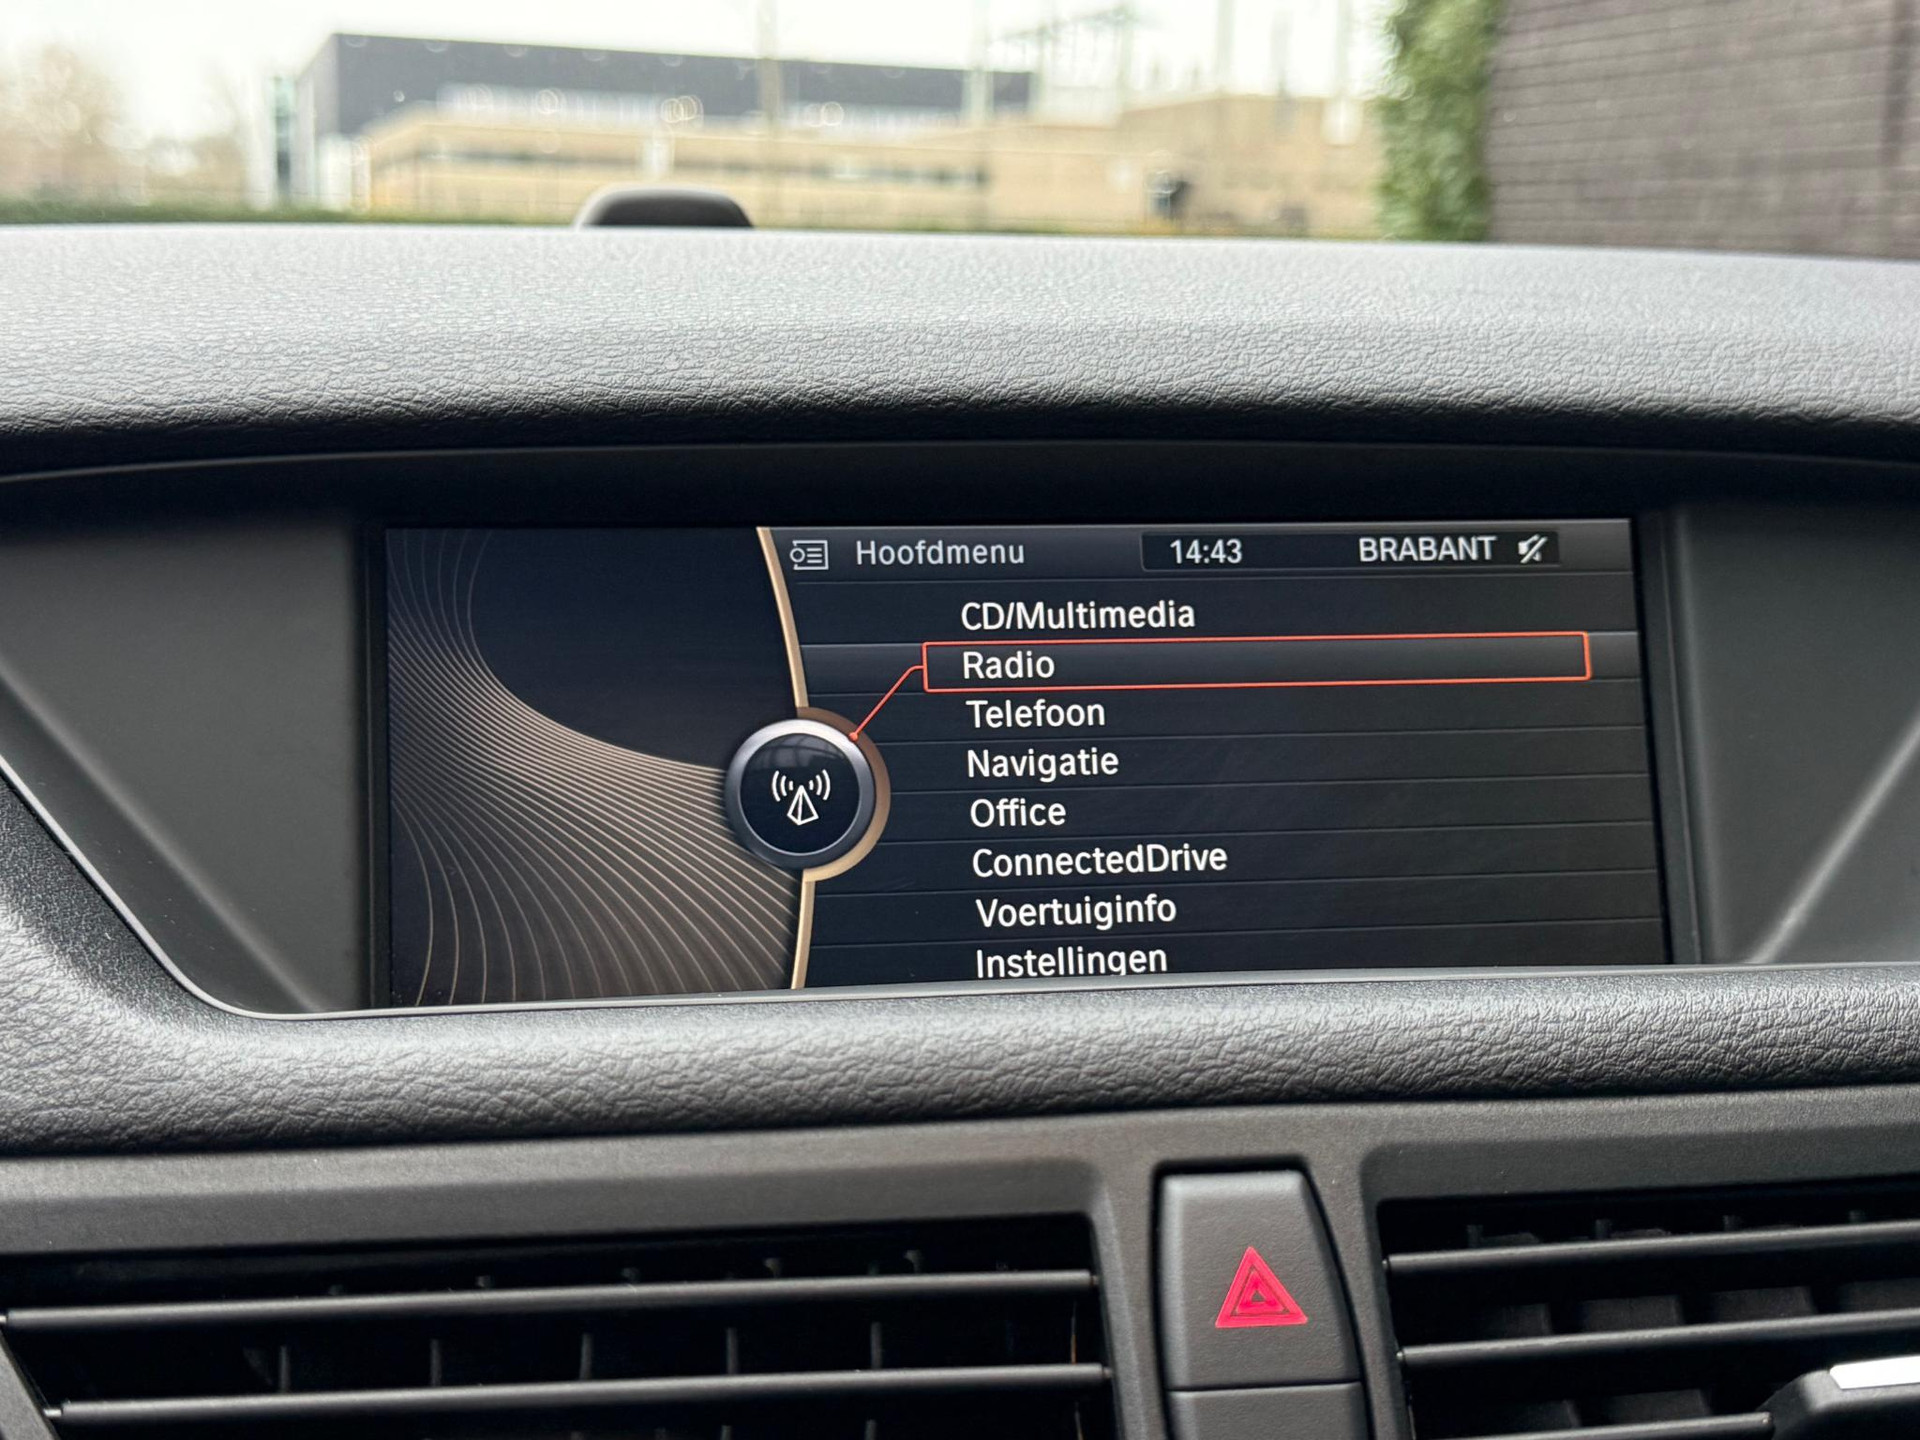 Hoofdmenu 14:43 BRABANT
CD/Multimedia
Radio
Telefoon
Navigatie
Office
ConnectedDrive
Voertuiginfo
Instellingen